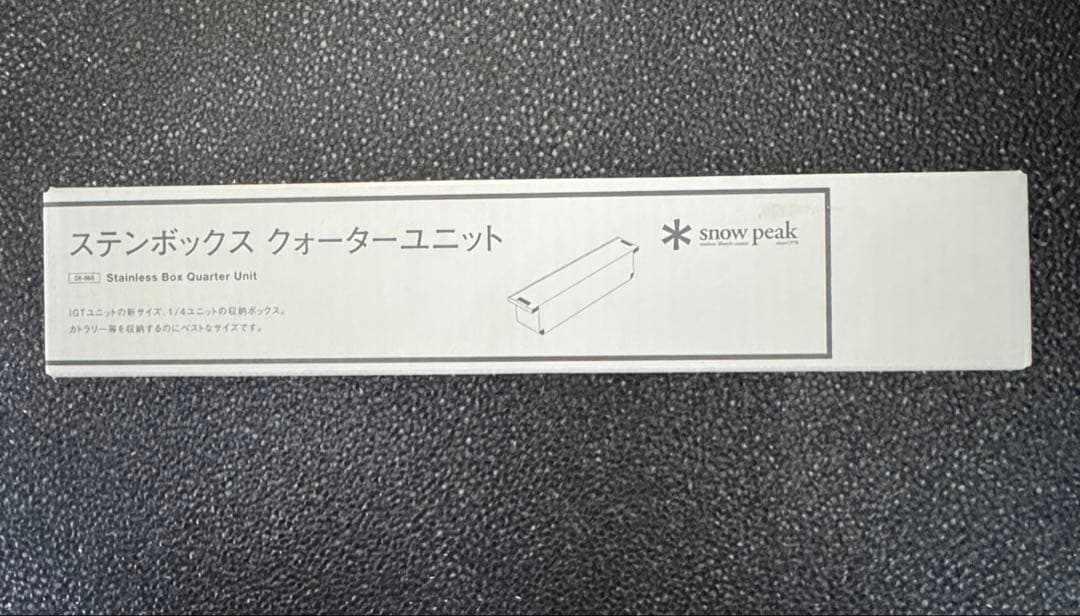 ステンボックス クォーターユニット
snow peak
Stainless Box Quarter Unit
IGTユニットの新サイズ、1/4ユニットの収納ボックス。
カトラリー等を収納するのにベストなサイズです。